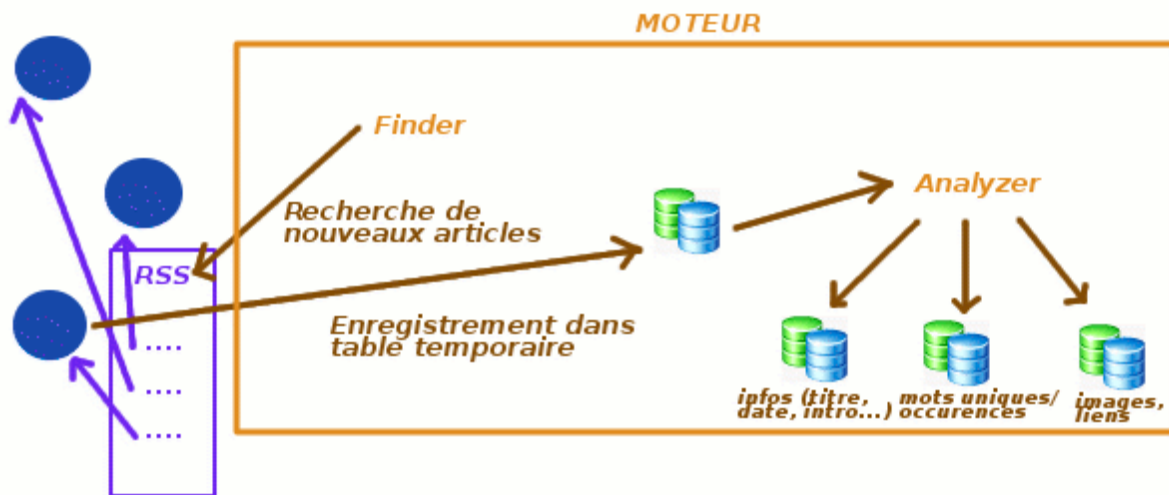 MOTEUR
Finder
Recherche de
nouveaux articles
Analyzer
RSS
....
....
....
Enregistrement dans
table temporaire
infos (titre,
date, intro...)
mots uniques/
occurences
images,
liens